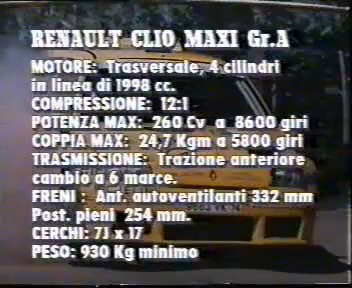 RENAULT CLIO MAXI Gr.A
MOTORE: Trasversale, 4 cilindri
in linea di 1998 cc.
COMPRESSIONE: 12:1
POTENZA MAX: 260 Cv a 8600 giri
COPPIA MAX: 24,7 Kgm a 5800 giri
TRASMISSIONE: Trazione anteriore
cambio a 6 marce.
FRENI : Ant. autoventilanti 332 mm
Post. pieni 254 mm.
CERCHI: 7J x 17
PESO: 930 Kg minimo